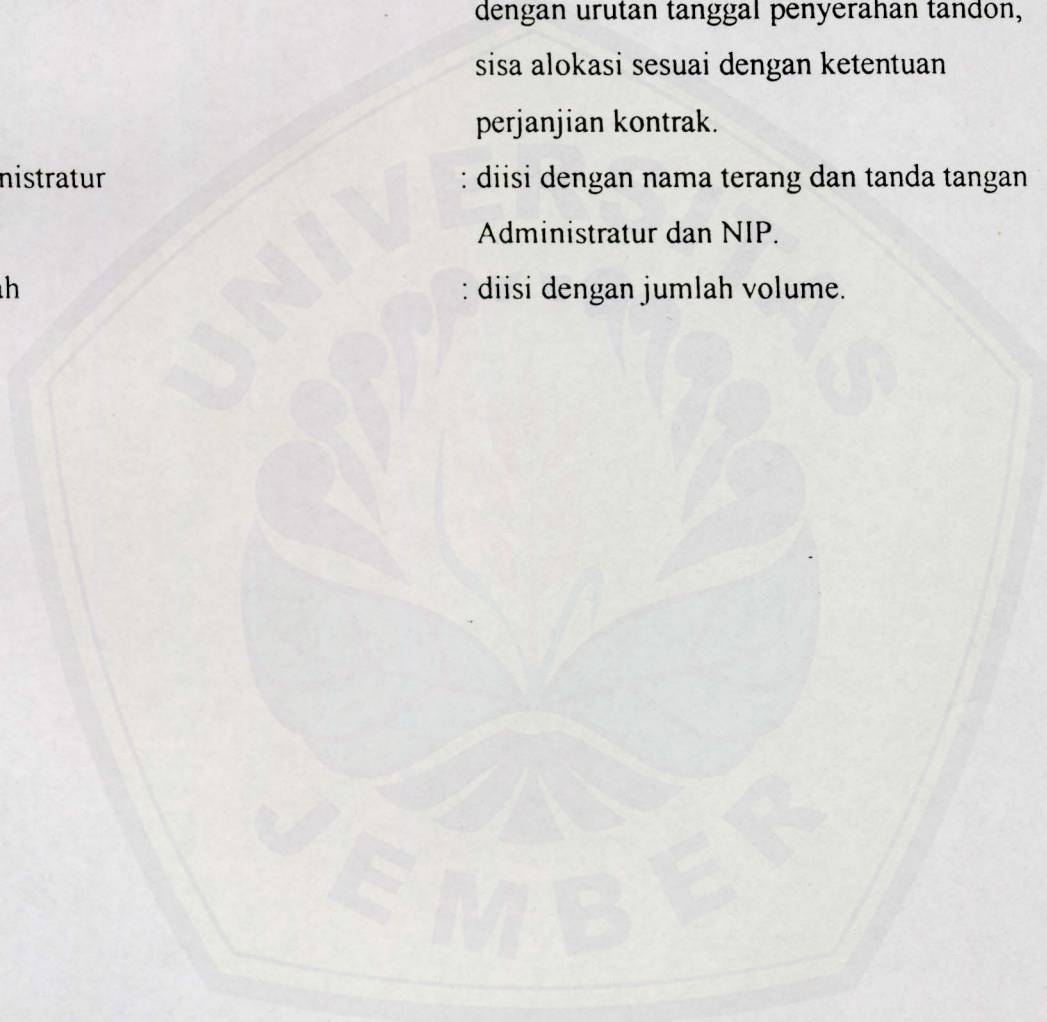 dengan urutan tanggal penyerahan tandon,
sisa alokasi sesuai dengan ketentuan
perjanjian kontrak.
nistratur : diisi dengan nama terang dan tanda tangan
Administratur dan NIP.
ah : diisi dengan jumlah volume.
UNIVERSITAS
JEMBER